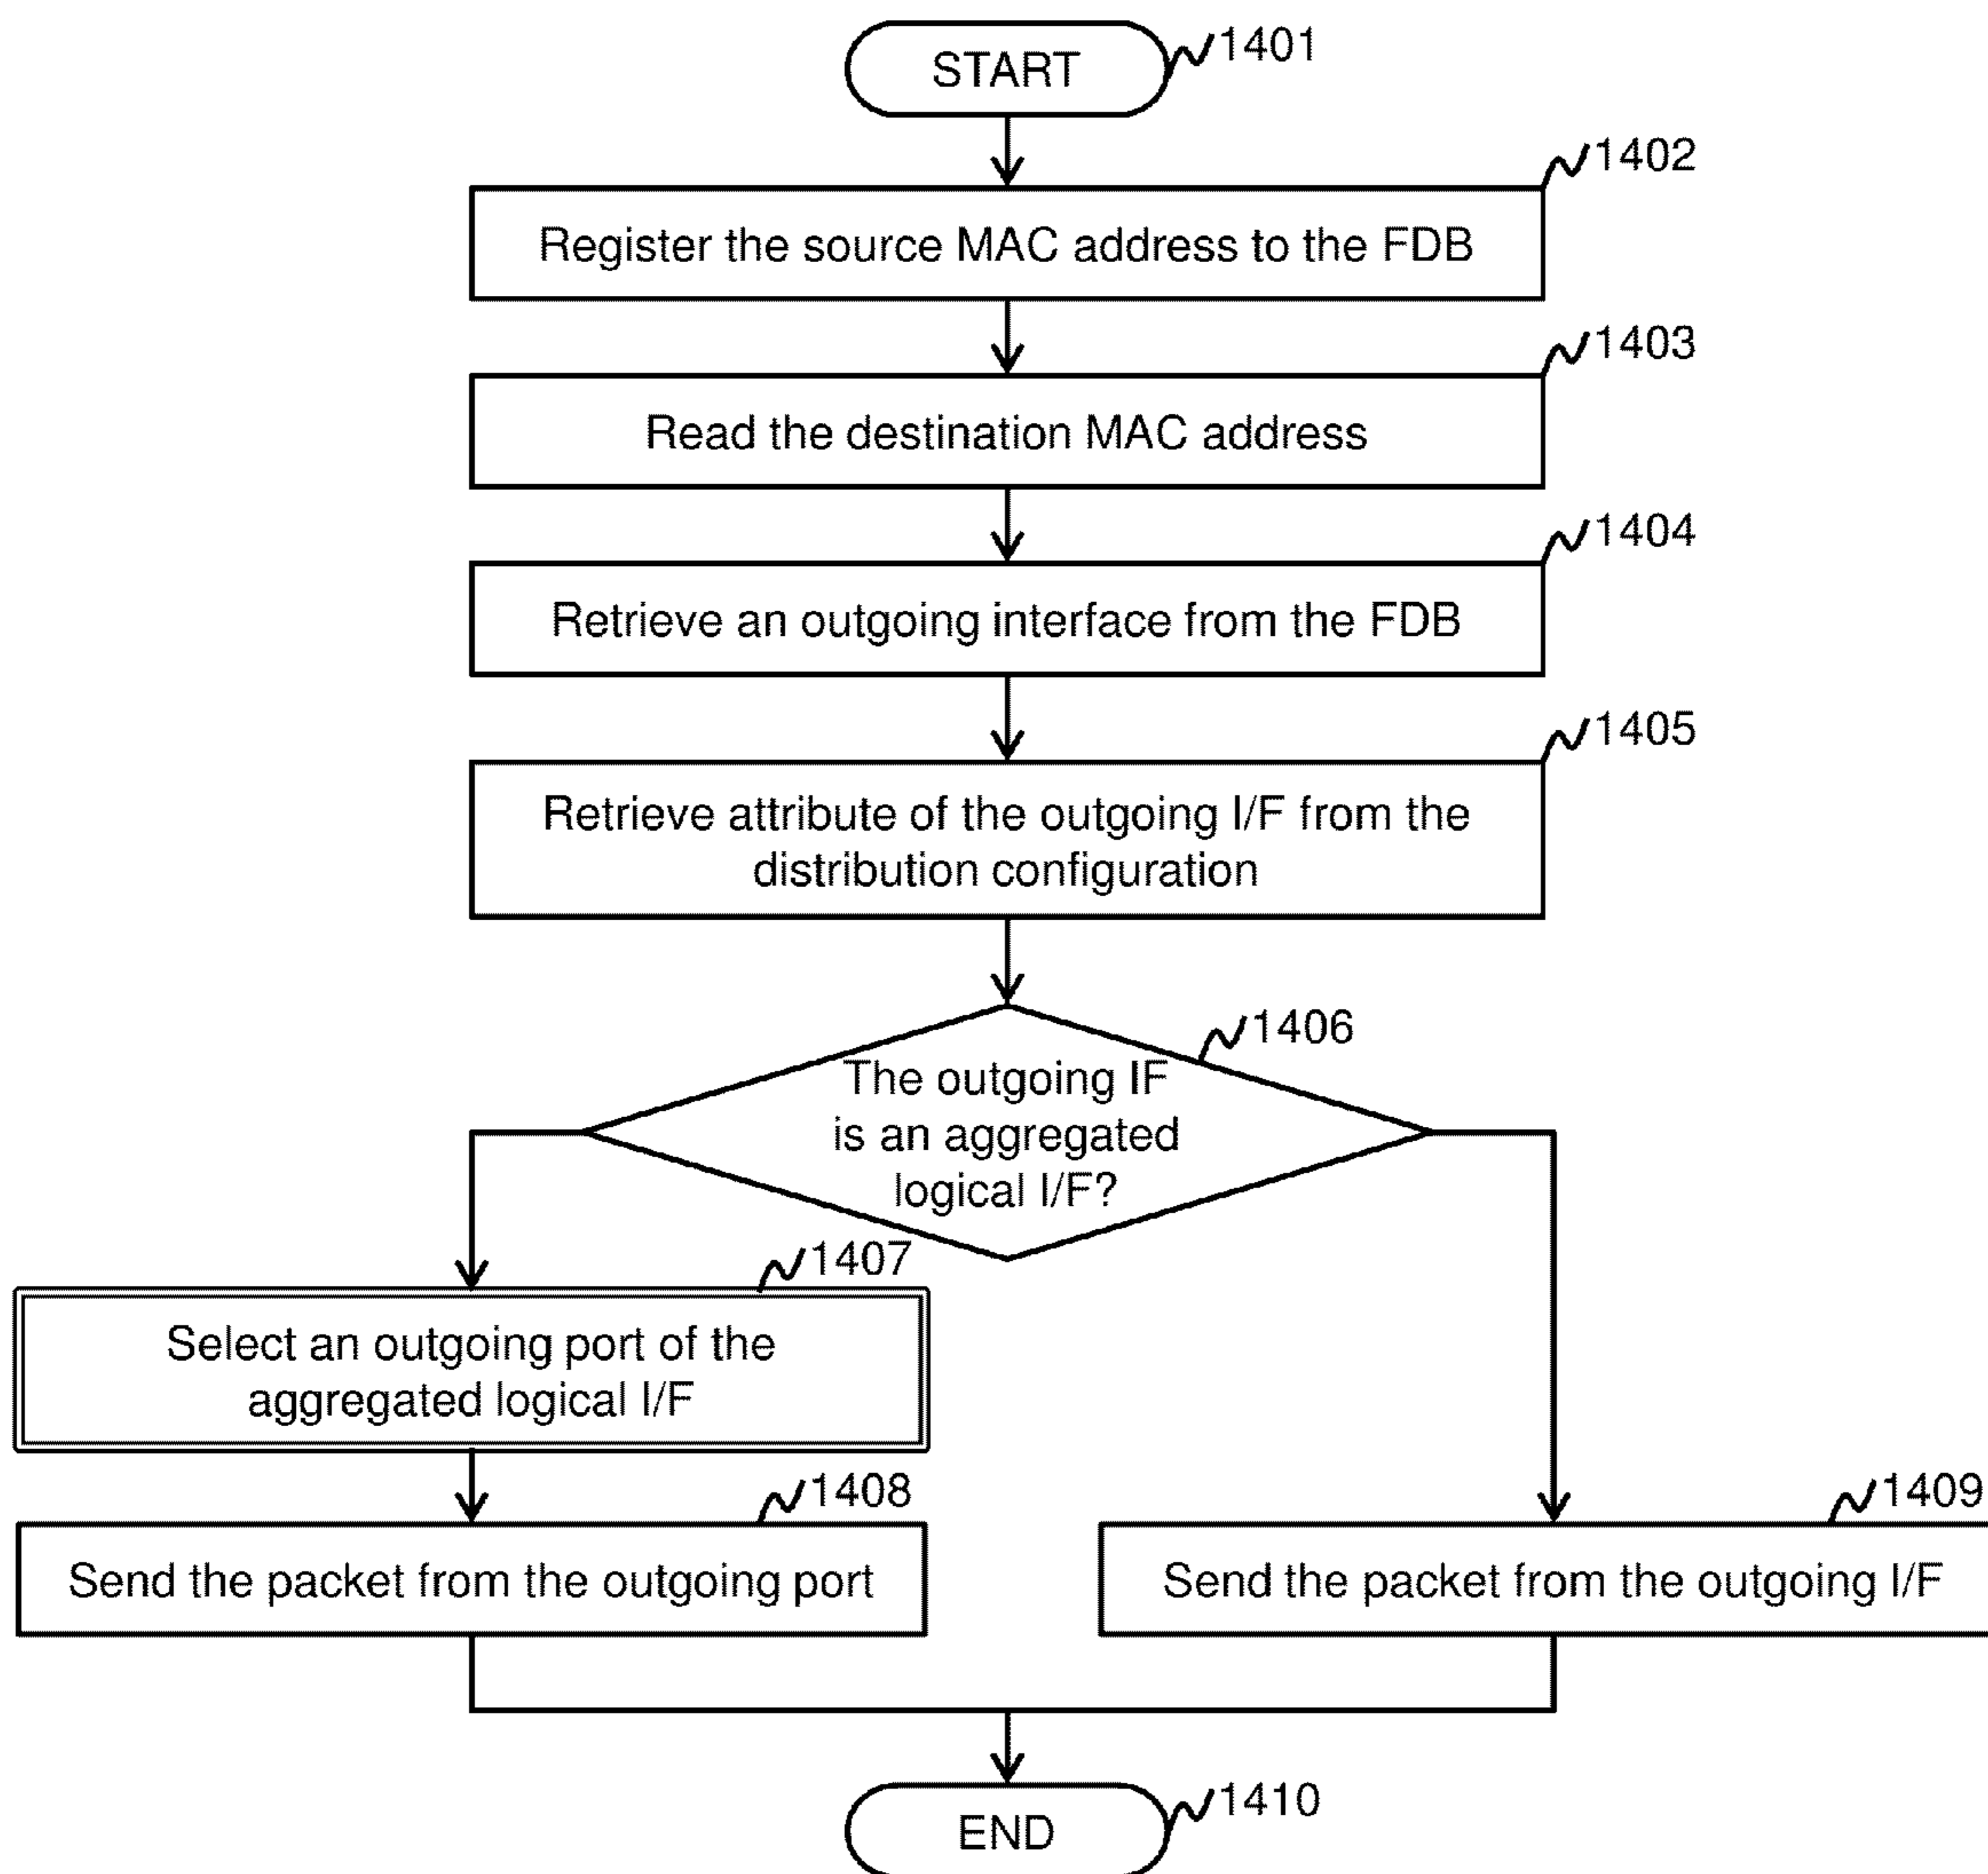 START
1401
1402
Register the source MAC address to the FDB
1403
Read the destination MAC address
1404
Retrieve an outgoing interface from the FDB
1405
Retrieve attribute of the outgoing I/F from the
distribution configuration
1406
The outgoing IF
is an aggregated
logical I/F?
1407
Select an outgoing port of the
aggregated logical I/F
1408
Send the packet from the outgoing port
1409
Send the packet from the outgoing I/F
1410
END